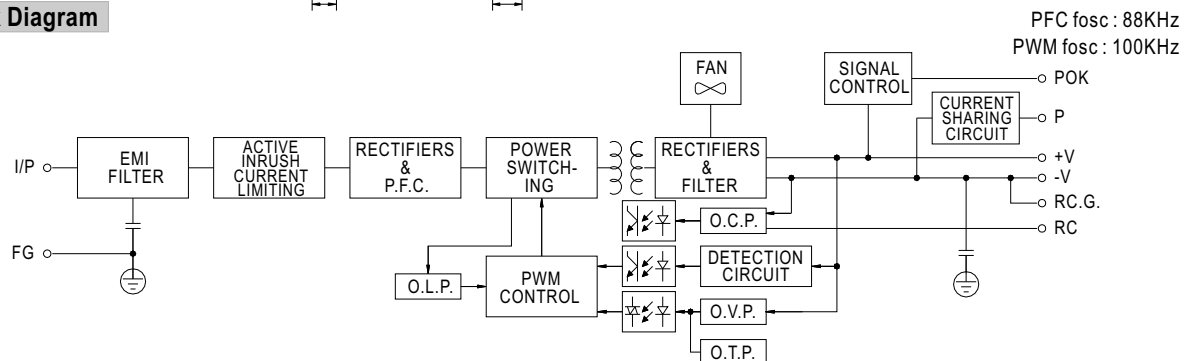 Diagram
PFC fosc : 88KHz
PWM fosc : 100KHz
FAN
SIGNAL
CONTROL
POK
CURRENT
SHARING
CIRCUIT
P
I/P
EMI
FILTER
ACTIVE
INRUSH
CURRENT
LIMITING
RECTIFIERS
&
P.F.C.
POWER
SWITCH-
ING
RECTIFIERS
&
FILTER
+V
-V
RC.G.
RC
O.C.P.
FG
O.L.P.
PWM
CONTROL
DETECTION
CIRCUIT
O.V.P.
O.T.P.